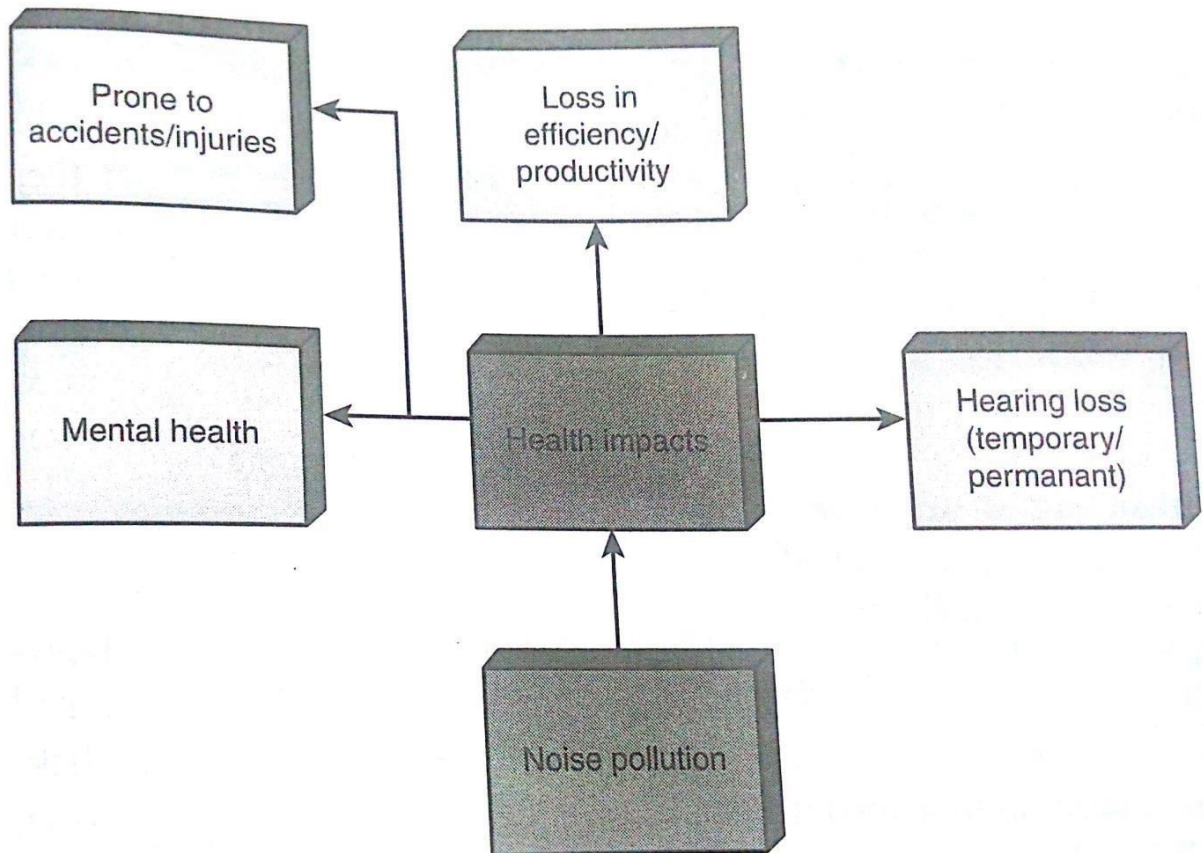 Prone to
accidents/injuries
Loss in
efficiency/
productivity
Mental health
Health impacts
Hearing loss
(temporary/
permanant)
Noise pollution